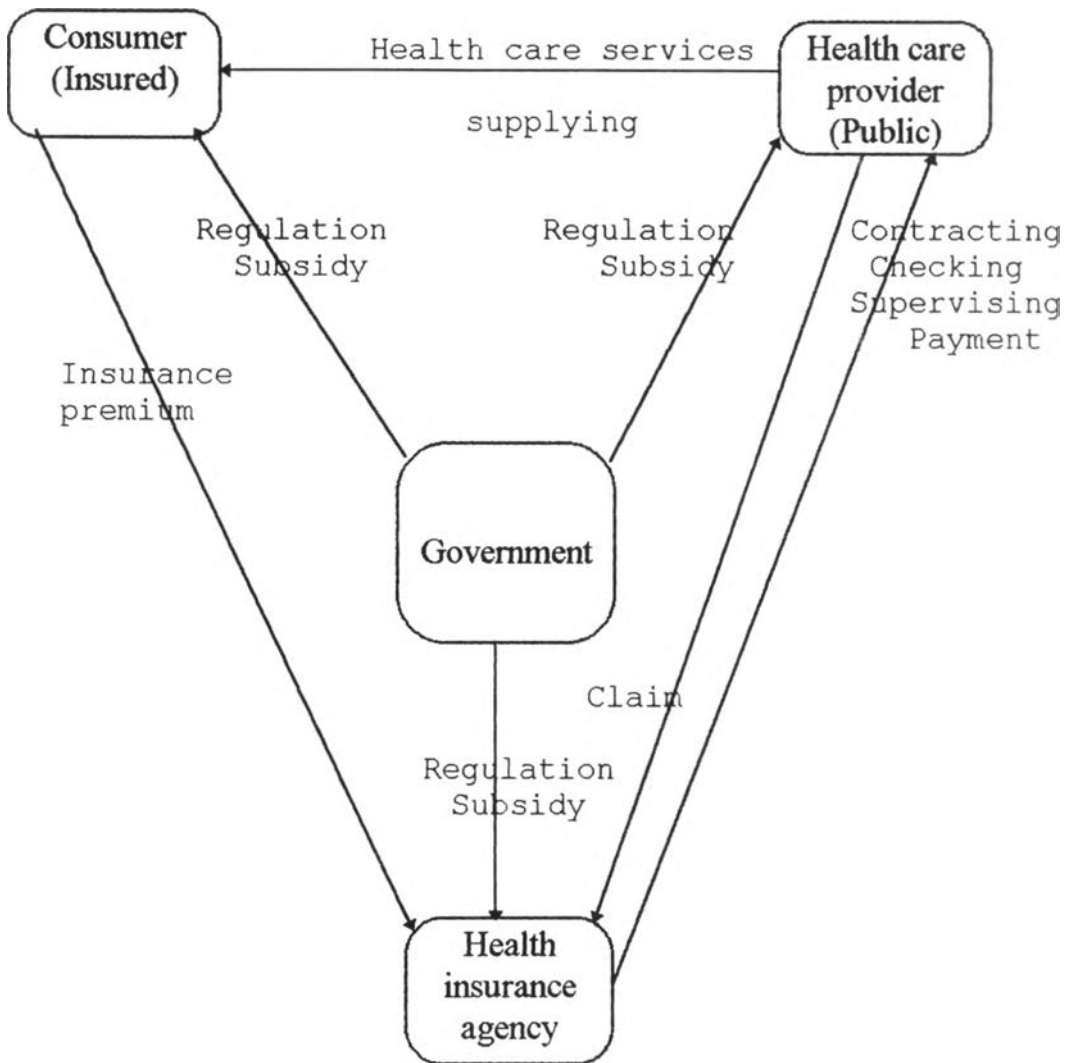 Consumer
(Insured)
Health care services
supplying
Health care
provider
(Public)
Regulation
Subsidy
Regulation
Subsidy
Contracting
Checking
Supervising
Payment
Insurance
premium
Government
Claim
Regulation
Subsidy
Health
insurance
agency